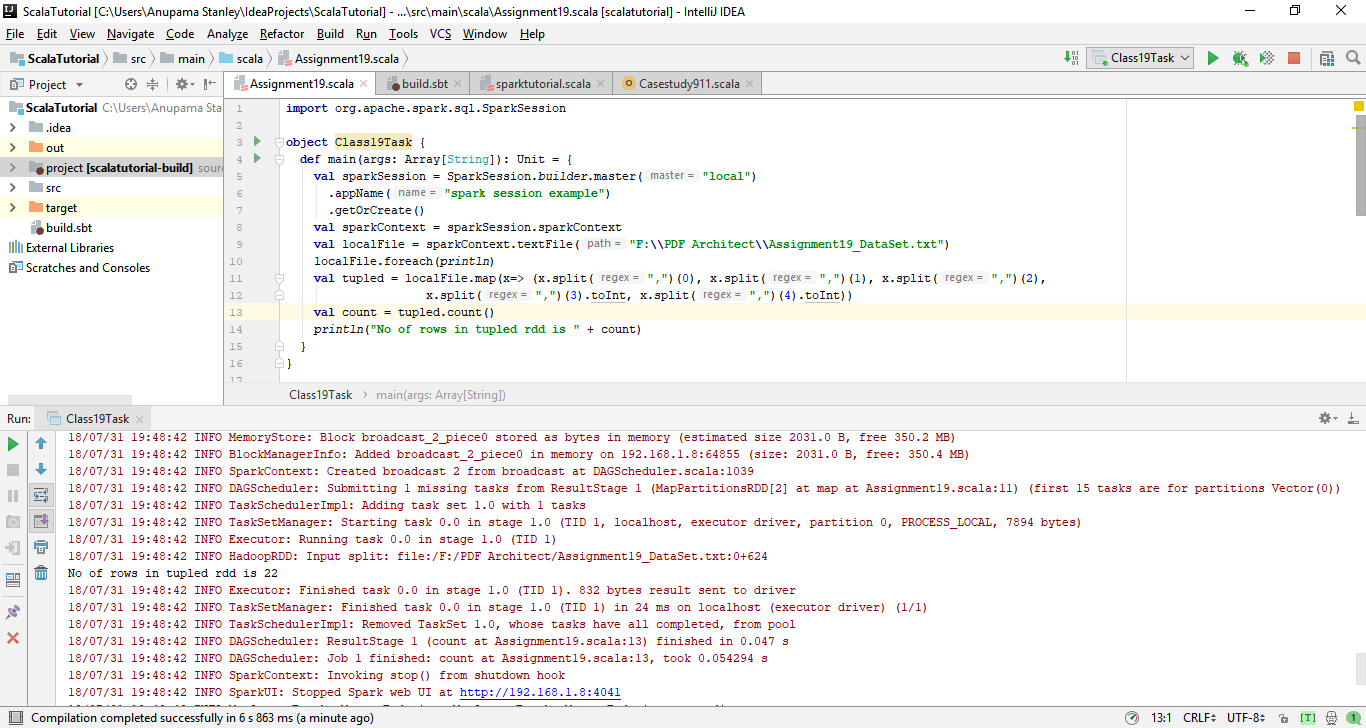 ScalaTutorial [C:\Users\Anupama Stanley\IdeaProjects\ScalaTutorial] - ...\src\main\scala\Assignment19.scala [scalatutorial] - IntelliJ IDEA
File Edit View Navigate Code Analyze Refactor Build Run Tools VCS Window Help
ScalaTutorial src main scala Assignment19.scala Class19Task
Project Assignment19.scala build.sbt sparktutorial.scala Casestudy911.scala
ScalaTutorial C:\Users\Anupama Sta
.idea
out
project [scalatutorial-build] sour
src
target
build.sbt
External Libraries
Scratches and Consoles
1 import org.apache.spark.sql.SparkSession
2
3 object Class19Task {
4 def main(args: Array[String]): Unit = {
5 val sparkSession = SparkSession.builder.master( master = "local")
6 .appName( name = "spark session example")
7 .getOrCreate()
8 val sparkContext = sparkSession.sparkContext
9 val localFile = sparkContext.textFile( path = "F:\\PDF Architect\\Assignment19_DataSet.txt")
10 localFile.foreach(println)
11 val tupled = localFile.map(x=> (x.split( regex = ",")(0), x.split( regex = ",")(1), x.split( regex = ",")(2),
12 x.split( regex = ",")(3).toInt, x.split( regex = ",")(4).toInt))
13 val count = tupled.count()
14 println("No of rows in tupled rdd is " + count)
15 }
16 }
17
Class19Task main(args: Array[String])
Run: Class19Task
18/07/31 19:48:42 INFO MemoryStore: Block broadcast_2_piece0 stored as bytes in memory (estimated size 2031.0 B, free 350.2 MB)
18/07/31 19:48:42 INFO BlockManagerInfo: Added broadcast_2_piece0 in memory on 192.168.1.8:64855 (size: 2031.0 B, free: 350.4 MB)
18/07/31 19:48:42 INFO SparkContext: Created broadcast 2 from broadcast at DAGScheduler.scala:1039
18/07/31 19:48:42 INFO DAGScheduler: Submitting 1 missing tasks from ResultStage 1 (MapPartitionsRDD[2] at map at Assignment19.scala:11) (first 15 tasks are for partitions Vector(0))
18/07/31 19:48:42 INFO TaskSchedulerImpl: Adding task set 1.0 with 1 tasks
18/07/31 19:48:42 INFO TaskSetManager: Starting task 0.0 in stage 1.0 (TID 1, localhost, executor driver, partition 0, PROCESS_LOCAL, 7894 bytes)
18/07/31 19:48:42 INFO Executor: Running task 0.0 in stage 1.0 (TID 1)
18/07/31 19:48:42 INFO HadoopRDD: Input split: file:/F:/PDF Architect/Assignment19_DataSet.txt:0+624
No of rows in tupled rdd is 22
18/07/31 19:48:42 INFO Executor: Finished task 0.0 in stage 1.0 (TID 1). 832 bytes result sent to driver
18/07/31 19:48:42 INFO TaskSetManager: Finished task 0.0 in stage 1.0 (TID 1) in 24 ms on localhost (executor driver) (1/1)
18/07/31 19:48:42 INFO TaskSchedulerImpl: Removed TaskSet 1.0, whose tasks have all completed, from pool
18/07/31 19:48:42 INFO DAGScheduler: ResultStage 1 (count at Assignment19.scala:13) finished in 0.047 s
18/07/31 19:48:42 INFO DAGScheduler: Job 1 finished: count at Assignment19.scala:13, took 0.054294 s
18/07/31 19:48:42 INFO SparkContext: Invoking stop() from shutdown hook
18/07/31 19:48:42 INFO SparkUI: Stopped Spark web UI at http://192.168.1.8:4041
Compilation completed successfully in 6 s 863 ms (a minute ago) 13:1 CRLF UTF-8 [T] 1